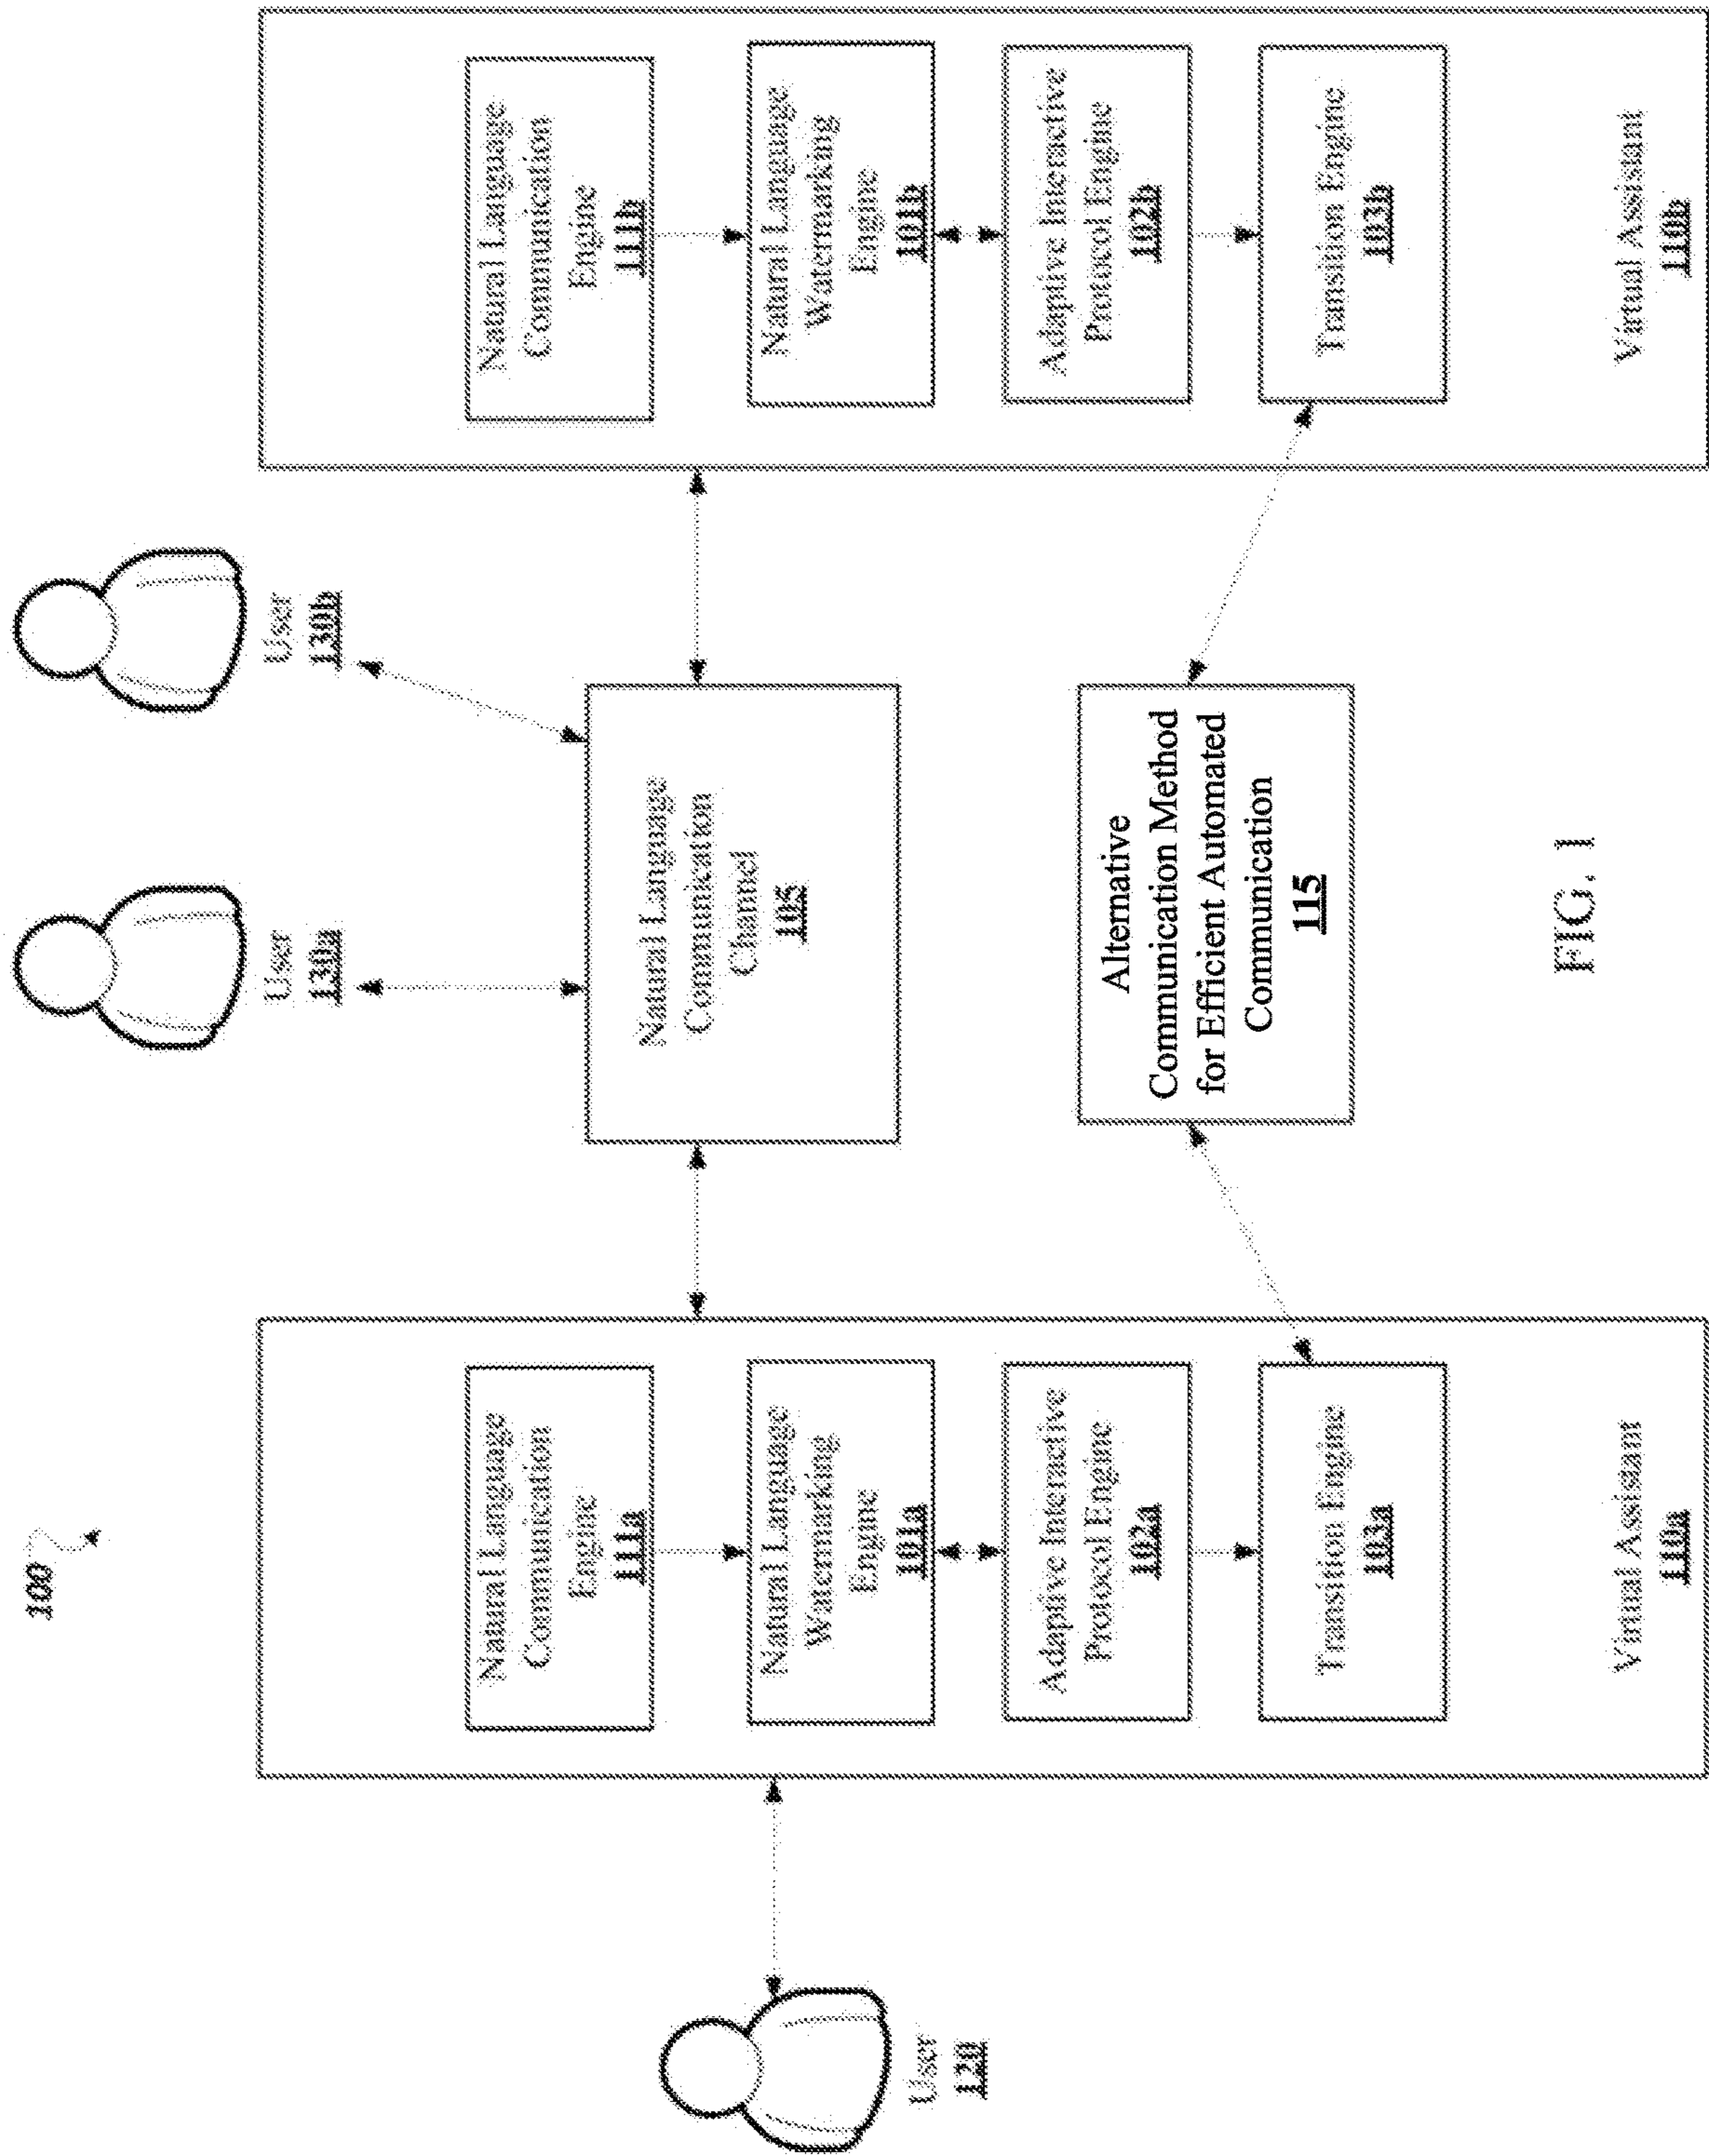 100
User
130a
User
130b
User
120
Natural Language
Communication
Engine
111a
Natural Language
Watermarking
Engine
101a
Adaptive Interactive
Protocol Engine
102a
Transition Engine
103a
Virtual Assistant
110a
Natural Language
Communication
Channel
105
Alternative
Communication Method
for Efficient Automated
Communication
115
Natural Language
Communication
Engine
111b
Natural Language
Watermarking
Engine
101b
Adaptive Interactive
Protocol Engine
102b
Transition Engine
103b
Virtual Assistant
110b
FIG. 1